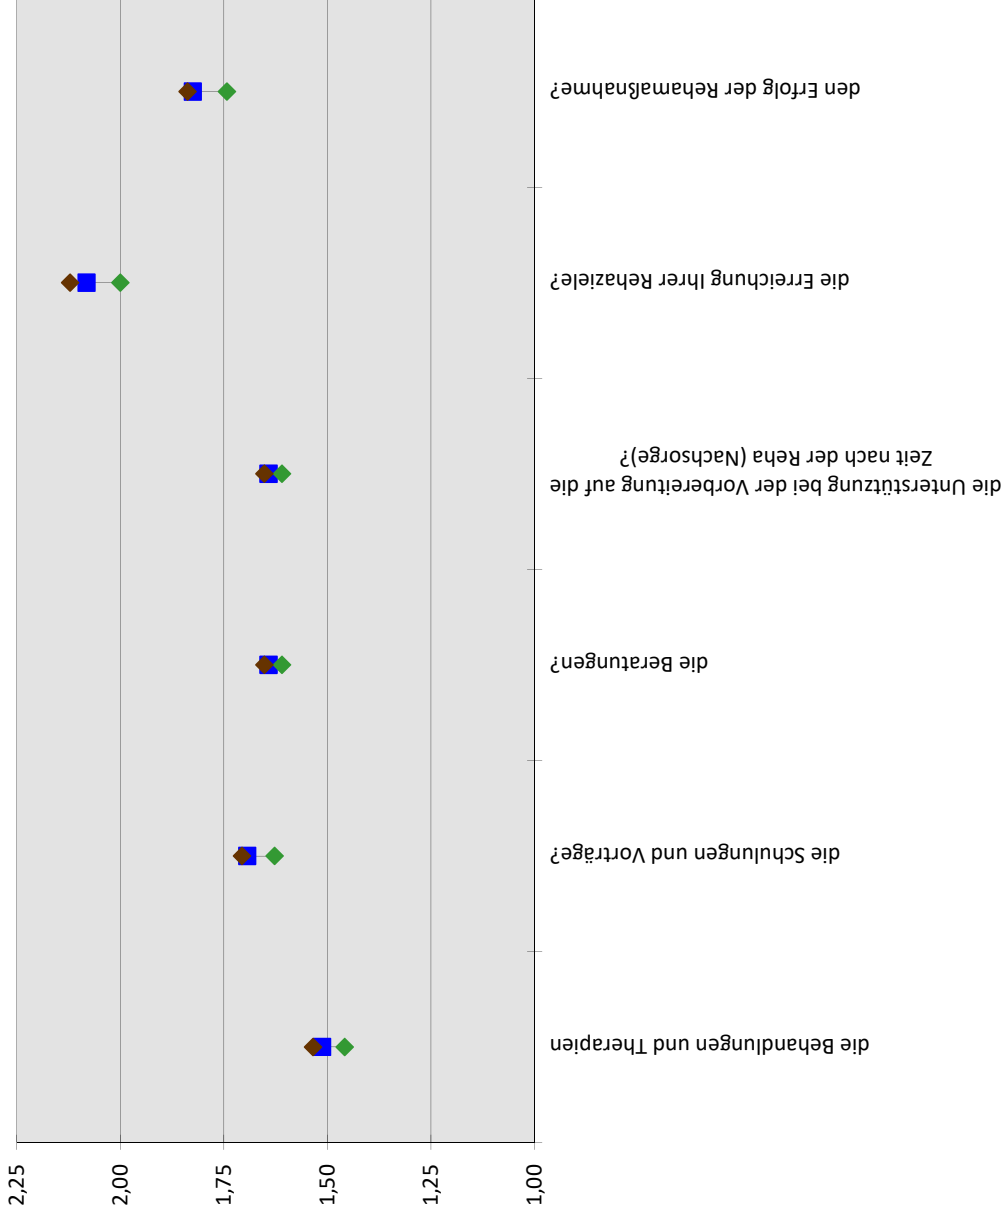 den Erfolg der Rehamaßnahme?
die Erreichung Ihrer Rehaziele?
die Unterstützung bei der Vorbereitung auf die
Zeit nach der Reha (Nachsorge)?
die Beratungen?
die Schulungen und Vorträge?
die Behandlungen und Therapien
2,25
2,00
1,75
1,50
1,25
1,00